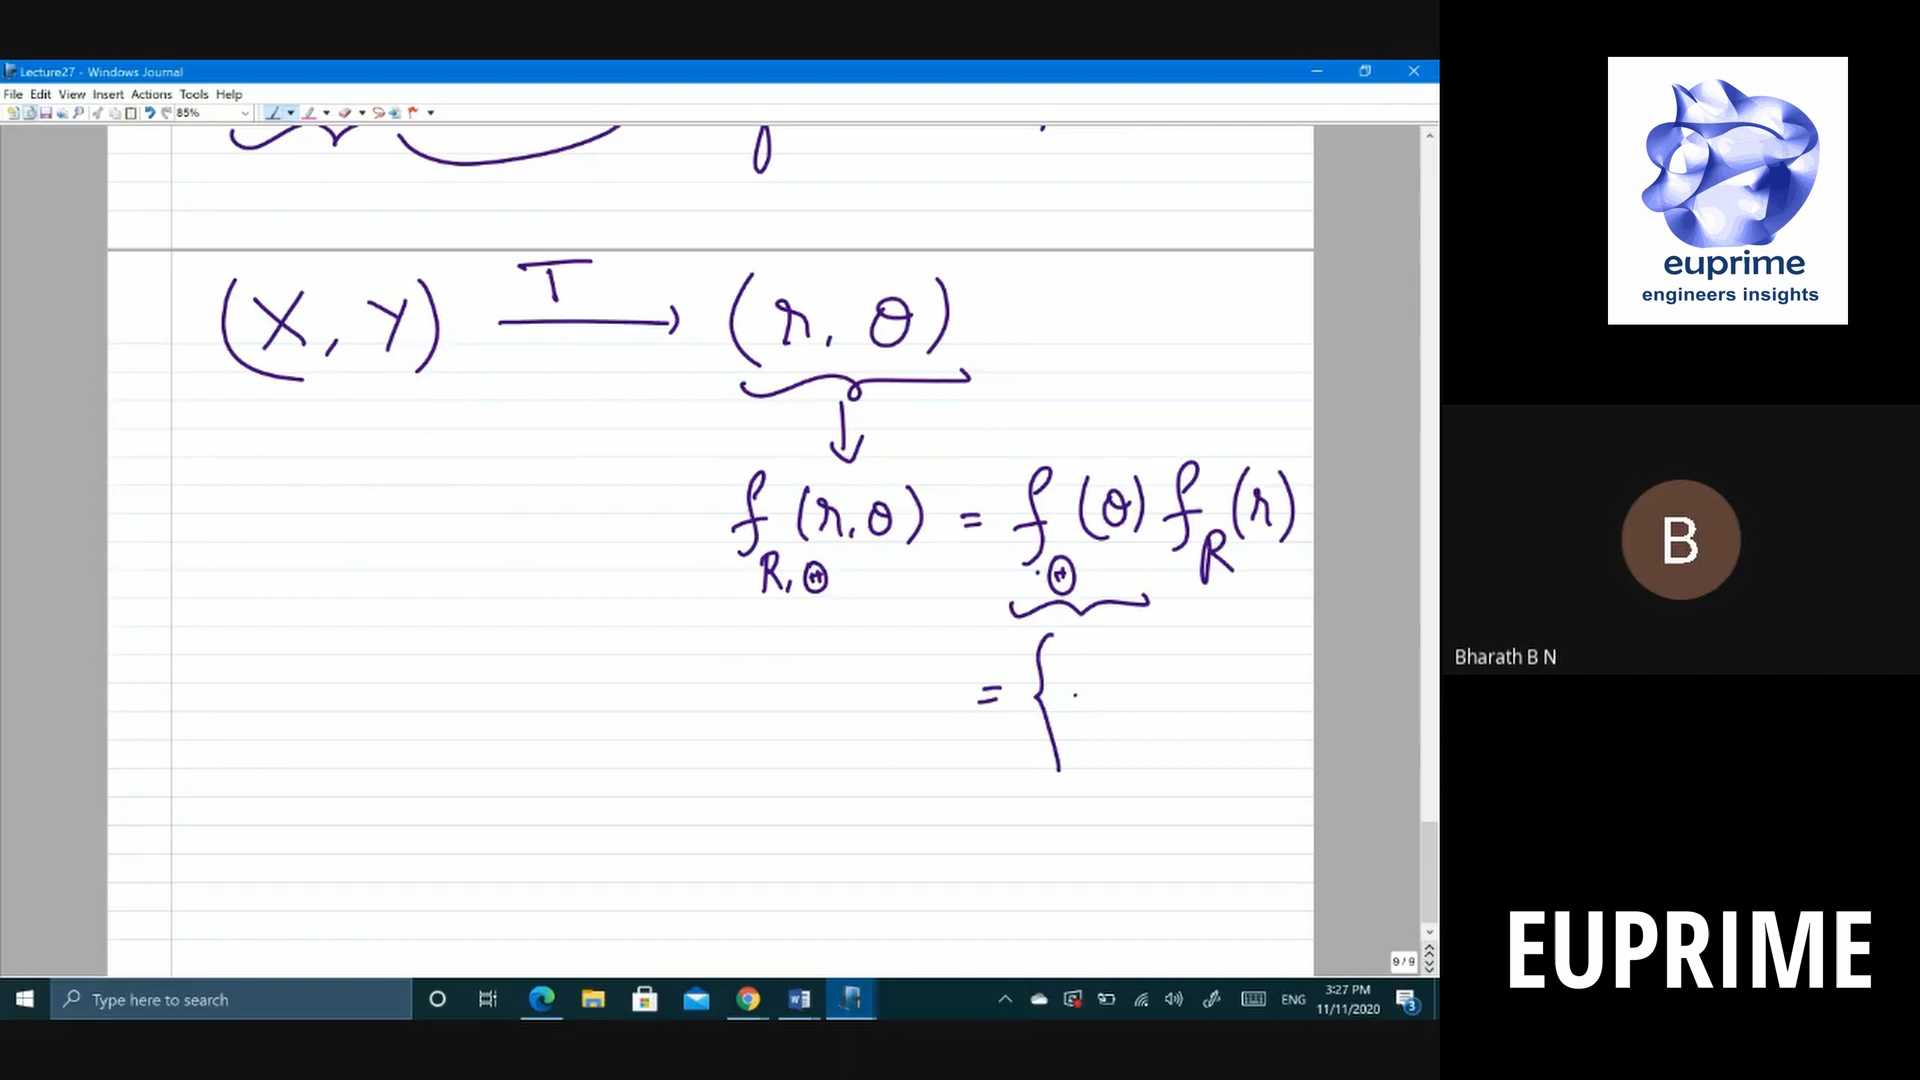 Lecture27 - Windows Journal
File Edit View Insert Actions Tools Help
85%
(X, Y) T→ (r, θ)
f_{R,Θ}(r,θ) = f_Θ(θ) f_R(r)
= {
9 / 9
Type here to search
ENG
3:27 PM
11/11/2020
3
euprime
engineers insights
B
Bharath B N
EUPRIME